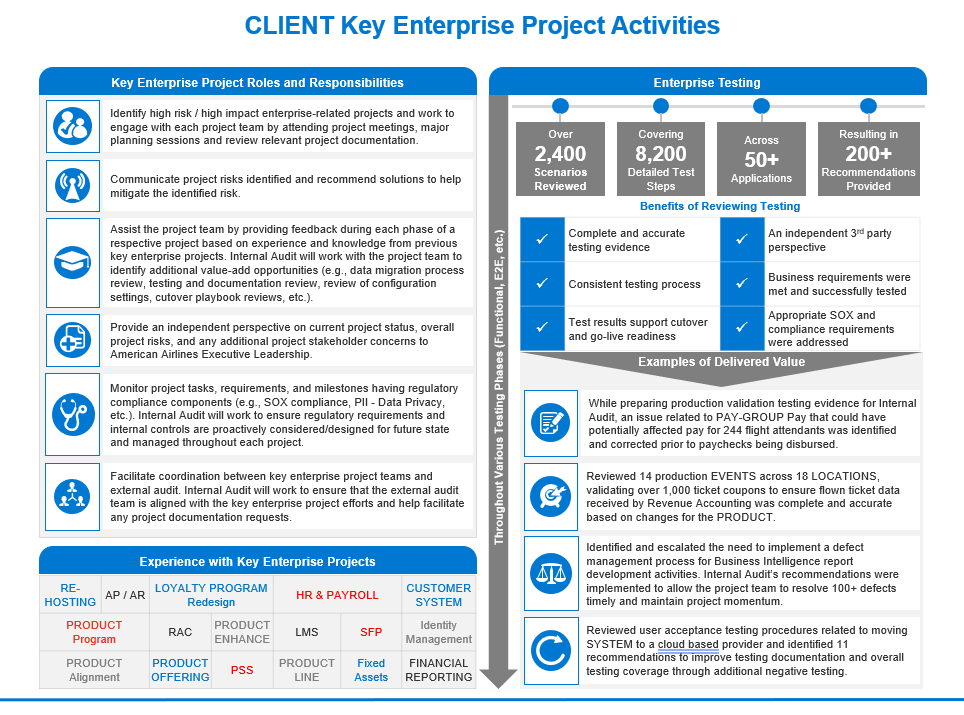 CLIENT Key Enterprise Project Activities
Key Enterprise Project Roles and Responsibilities
Identify high risk / high impact enterprise-related projects and work to
engage with each project team by attending project meetings, major
planning sessions and review relevant project documentation.
Communicate project risks identified and recommend solutions to help
mitigate the identified risk.
Assist the project team by providing feedback during each phase of a
respective project based on experience and knowledge from previous
key enterprise projects. Internal Audit will work with the project team to
identify additional value-add opportunities (e.g., data migration process
review, testing and documentation review, review of configuration
settings, cutover playbook reviews, etc.).
Provide an independent perspective on current project status, overall
project risks, and any additional project stakeholder concerns to
American Airlines Executive Leadership.
Monitor project tasks, requirements, and milestones having regulatory
compliance components (e.g., SOX compliance, PII - Data Privacy,
etc.). Internal Audit will work to ensure regulatory requirements and
internal controls are proactively considered/designed for future state
and managed throughout each project.
Facilitate coordination between key enterprise project teams and
external audit. Internal Audit will work to ensure that the external audit
team is aligned with the key enterprise project efforts and help facilitate
any project documentation requests.
Experience with Key Enterprise Projects
RE-
HOSTING
AP / AR
LOYALTY PROGRAM
Redesign
HR & PAYROLL
CUSTOMER
SYSTEM
PRODUCT
Program
RAC
PRODUCT
ENHANCE
LMS
SFP
Identity
Management
PRODUCT
Alignment
PRODUCT
OFFERING
PSS
PRODUCT
LINE
Fixed
Assets
FINANCIAL
REPORTING
Enterprise Testing
Throughout Various Testing Phases (Functional, E2E, etc.)
Over
2,400
Scenarios
Reviewed
Covering
8,200
Detailed Test
Steps
Across
50+
Applications
Resulting in
200+
Recommendations
Provided
Benefits of Reviewing Testing
Complete and accurate
testing evidence
An independent 3rd party
perspective
Consistent testing process
Business requirements were
met and successfully tested
Test results support cutover
and go-live readiness
Appropriate SOX and
compliance requirements
were addressed
Examples of Delivered Value
While preparing production validation testing evidence for Internal
Audit, an issue related to PAY-GROUP Pay that could have
potentially affected pay for 244 flight attendants was identified
and corrected prior to paychecks being disbursed.
Reviewed 14 production EVENTS across 18 LOCATIONS,
validating over 1,000 ticket coupons to ensure flown ticket data
received by Revenue Accounting was complete and accurate
based on changes for the PRODUCT.
Identified and escalated the need to implement a defect
management process for Business Intelligence report
development activities. Internal Audit's recommendations were
implemented to allow the project team to resolve 100+ defects
timely and maintain project momentum.
Reviewed user acceptance testing procedures related to moving
SYSTEM to a cloud based provider and identified 11
recommendations to improve testing documentation and overall
testing coverage through additional negative testing.